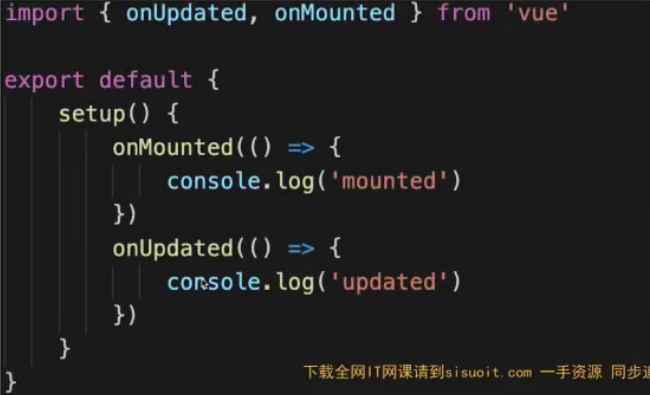 import { onUpdated, onMounted } from 'vue'
export default {
setup() {
onMounted(() => {
console.log('mounted')
})
onUpdated(() => {
console.log('updated')
})
}
}
下载全网IT网课请到sisuoit.com 一手资源 同步